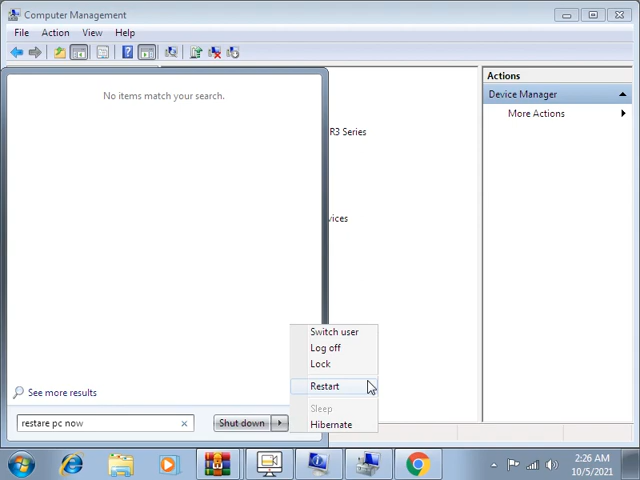 Computer Management
File Action View Help
No items match your search.
R3 Series
vices
Actions
Device Manager
More Actions
Switch user
Log off
Lock
Restart
Sleep
Hibernate
See more results
restare pc now
Shut down
2:26 AM
10/5/2021